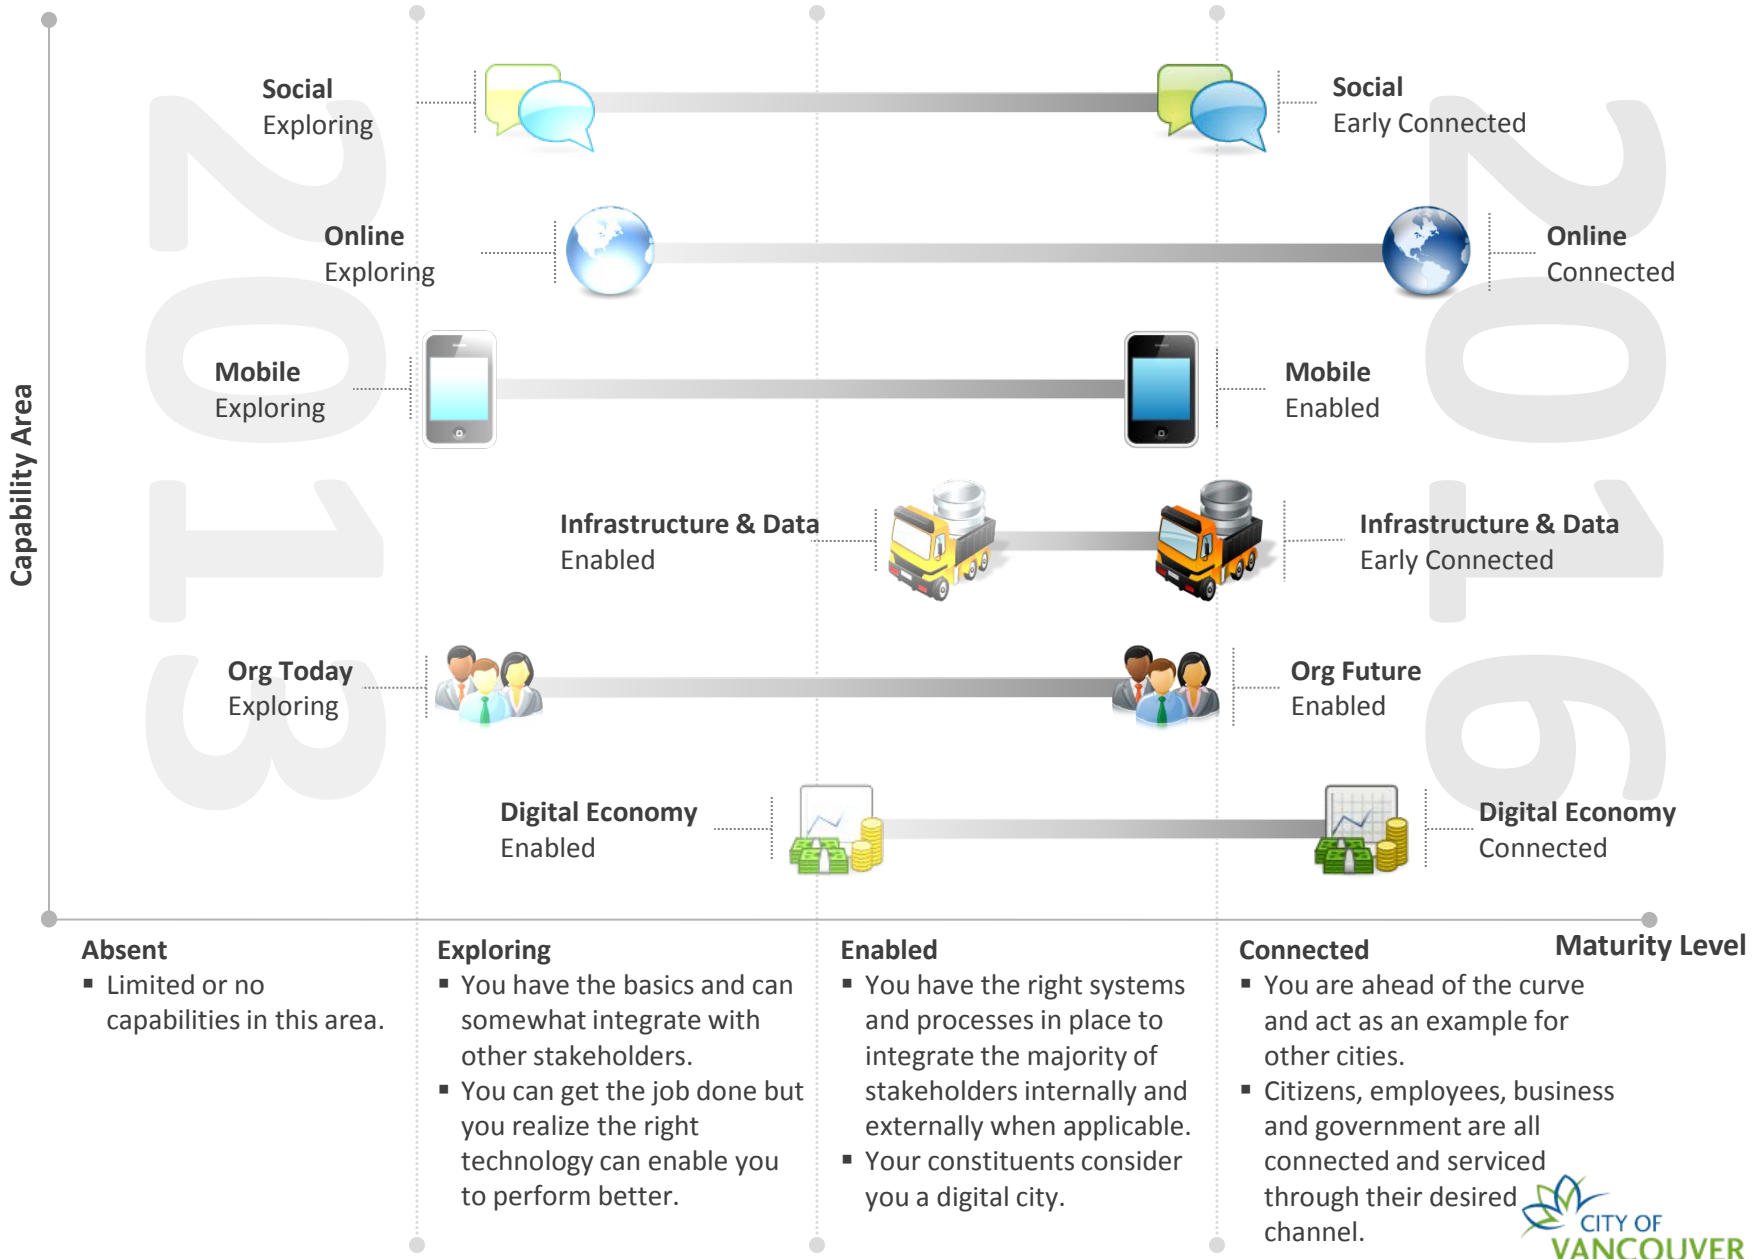 2013
2016
Capability Area
Social
Exploring
Social
Early Connected
Online
Exploring
Online
Connected
Mobile
Exploring
Mobile
Enabled
Infrastructure & Data
Enabled
Infrastructure & Data
Early Connected
Org Today
Exploring
Org Future
Enabled
Digital Economy
Enabled
Digital Economy
Connected
Maturity Level
Absent
▪ Limited or no
capabilities in this area.
Exploring
▪ You have the basics and can
somewhat integrate with
other stakeholders.
▪ You can get the job done but
you realize the right
technology can enable you
to perform better.
Enabled
▪ You have the right systems
and processes in place to
integrate the majority of
stakeholders internally and
externally when applicable.
▪ Your constituents consider
you a digital city.
Connected
▪ You are ahead of the curve
and act as an example for
other cities.
▪ Citizens, employees, business
and government are all
connected and serviced
through their desired
channel.
CITY OF
VANCOUVER